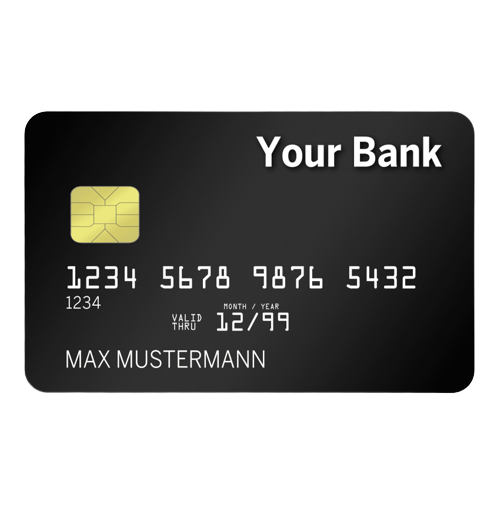 Your Bank
1234 5678 9876 5432
1234
MONTH / YEAR
VALID THRU 12/99
MAX MUSTERMANN